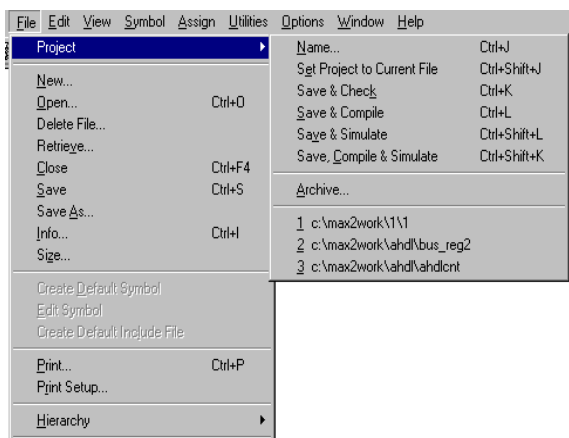 File Edit View Symbol Assign Utilities Options Window Help
Project
New...
Open... Ctrl+O
Delete File...
Retrieve...
Close Ctrl+F4
Save Ctrl+S
Save As...
Info... Ctrl+I
Size...
Create Default Symbol
Edit Symbol
Create Default Include File
Print... Ctrl+P
Print Setup...
Hierarchy
Name... Ctrl+J
Set Project to Current File Ctrl+Shift+J
Save & Check Ctrl+K
Save & Compile Ctrl+L
Save & Simulate Ctrl+Shift+L
Save, Compile & Simulate Ctrl+Shift+K
Archive...
1 c:\max2work\1\1
2 c:\max2work\ahdl\bus_reg2
3 c:\max2work\ahdl\ahdlcnt